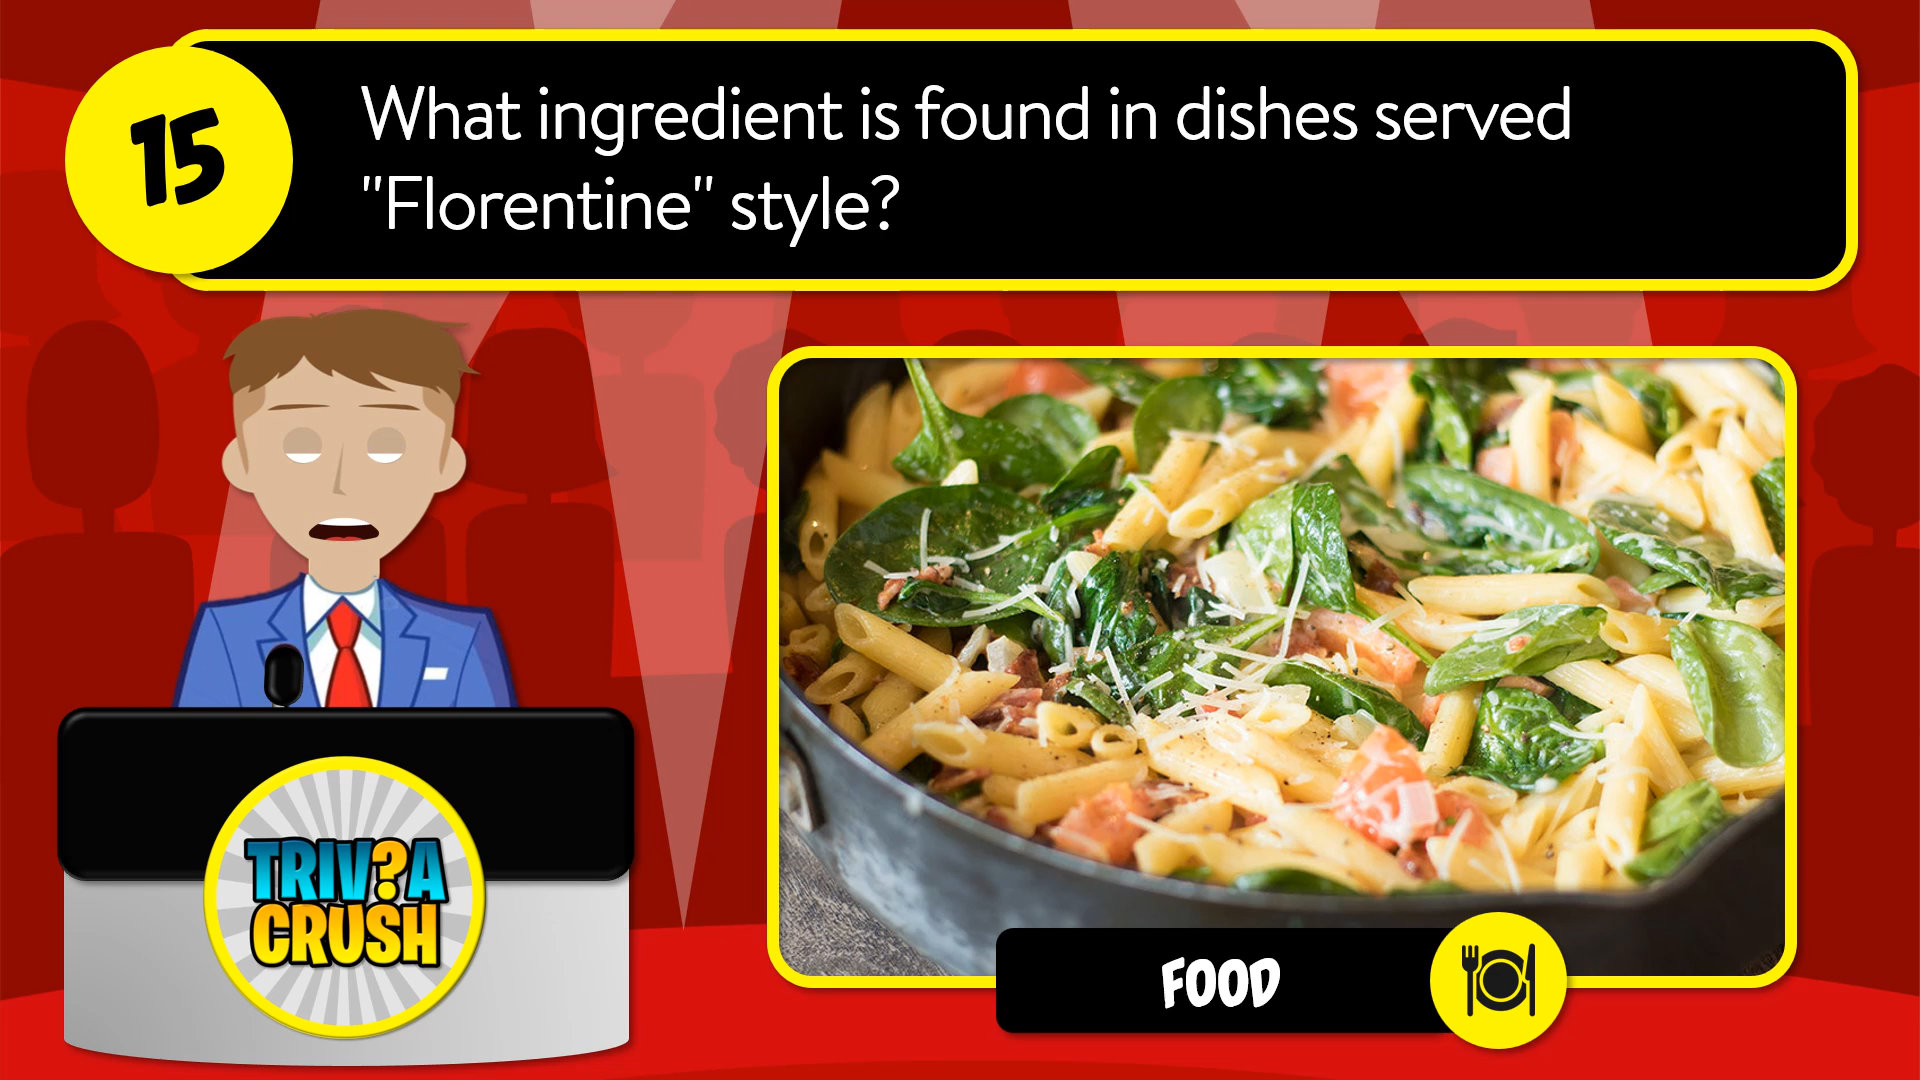 15
What ingredient is found in dishes served
"Florentine" style?
TRIV?A
CRUSH
FOOD